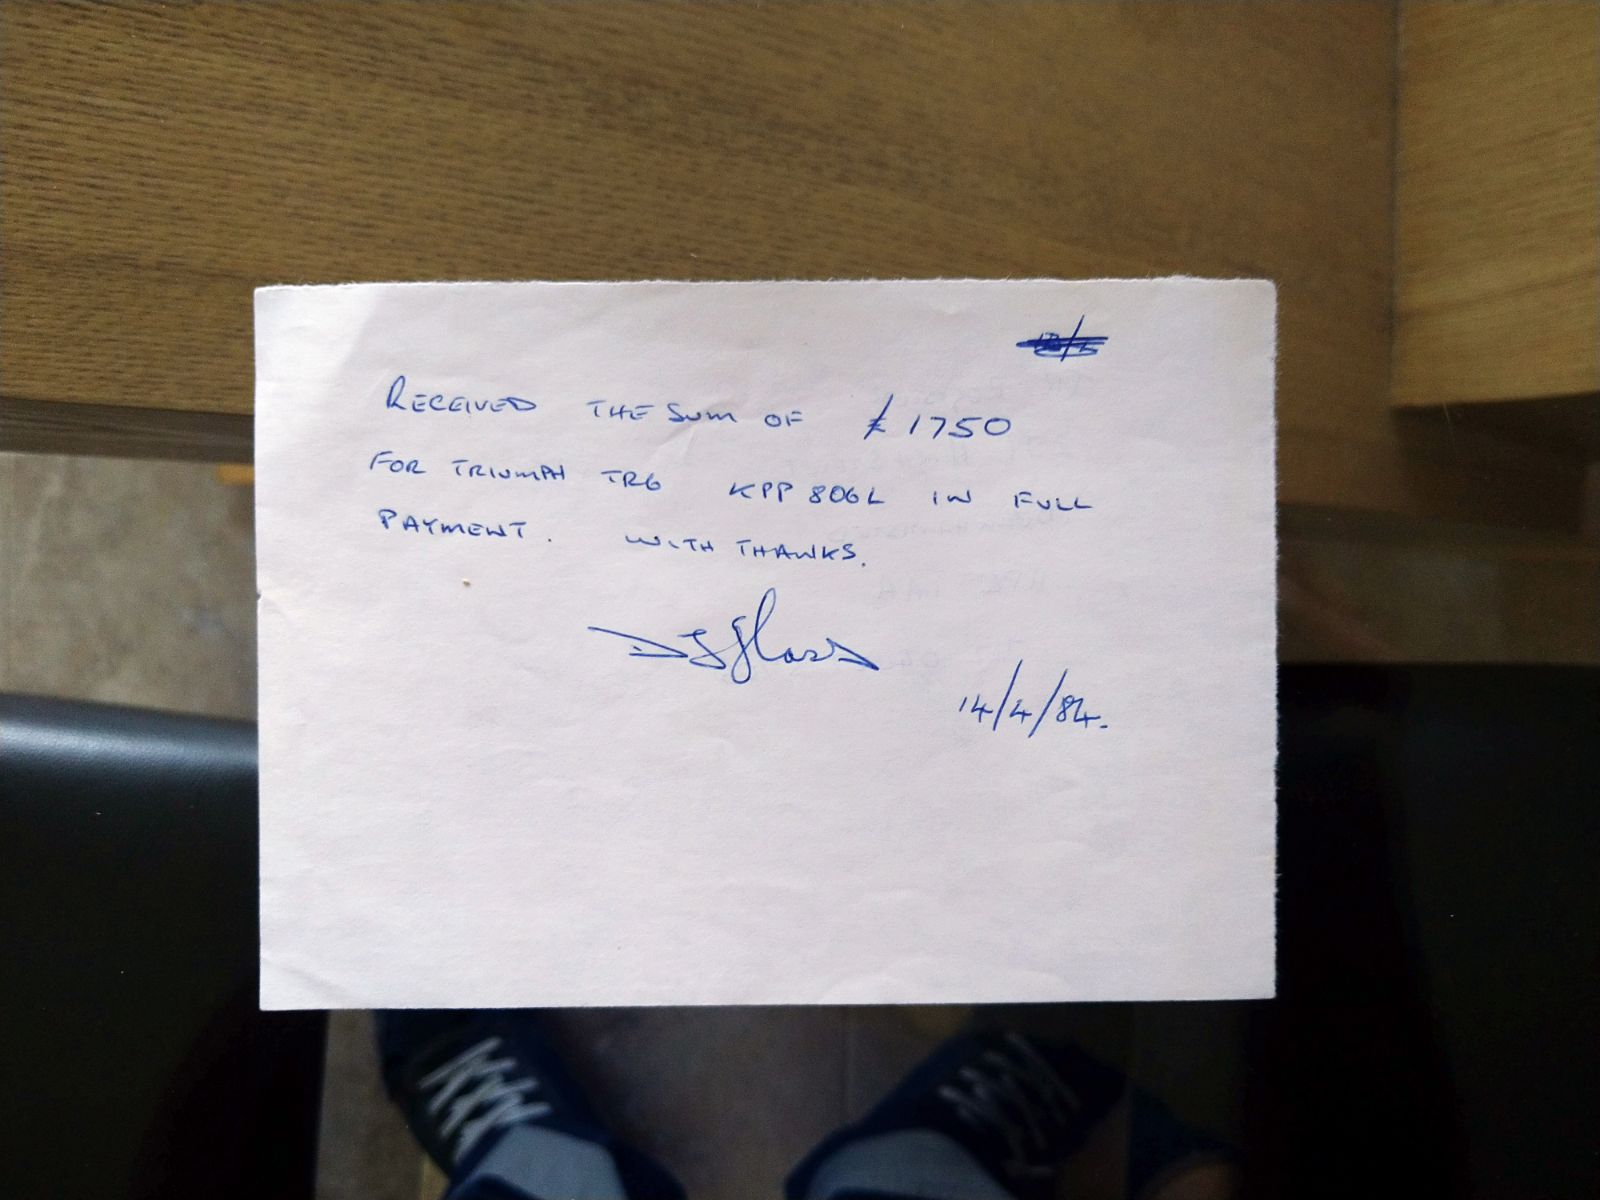 RECEIVED THE SUM OF £1750
FOR TRIUMPH TR6 KPP 806L IN FULL
PAYMENT. WITH THANKS.
14/4/84.